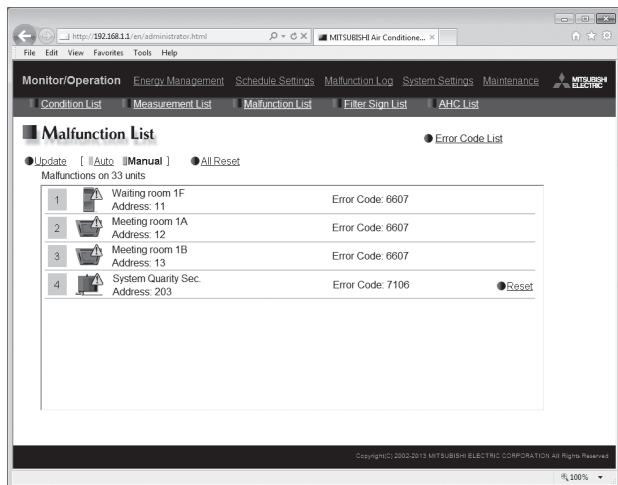 http://192.168.1.1/en/administrator.html
MITSUBISHI Air Conditione...
File Edit View Favorites Tools Help
Monitor/Operation Energy Management Schedule Settings Malfunction Log System Settings Maintenance MITSUBISHI ELECTRIC
Condition List Measurement List Malfunction List Filter Sign List AHC List
Malfunction List
Error Code List
Update [ Auto Manual ] All Reset
Malfunctions on 33 units
1 Waiting room 1F Error Code: 6607
Address: 11
2 Meeting room 1A Error Code: 6607
Address: 12
3 Meeting room 1B Error Code: 6607
Address: 13
4 System Quarity Sec. Error Code: 7106 Reset
Address: 203
Copyright(C) 2002-2013 MITSUBISHI ELECTRIC CORPORATION All Rights Reserved
100%